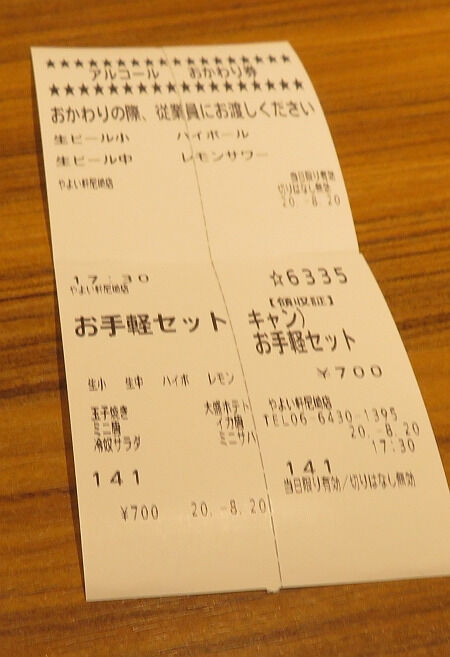 ★★★★★★★★★★★★★★★★★★★★
アルコール おかわり券
★★★★★★★★★★★★★★★★★★★★
おかわりの際、従業員にお渡しください
生ビール小 ハイボール
生ビール中 レモンサワー
やよい軒尼崎店
当日限り有効
切りはなし無効
20.-8.20
17:30
やよい軒尼崎店
お手軽セット
生小 生中 ハイボ レモン
玉子焼き 大盛ポテト
ミニ唐 イカ唐
冷奴サラダ ミニサバ
141
¥700 20.-8.20
☆6335
【領収証】
キャン)
お手軽セット
¥700
やよい軒尼崎店
TEL06-6430-1395
20.-8.20
17:30
141
当日限り有効/切りはなし無効